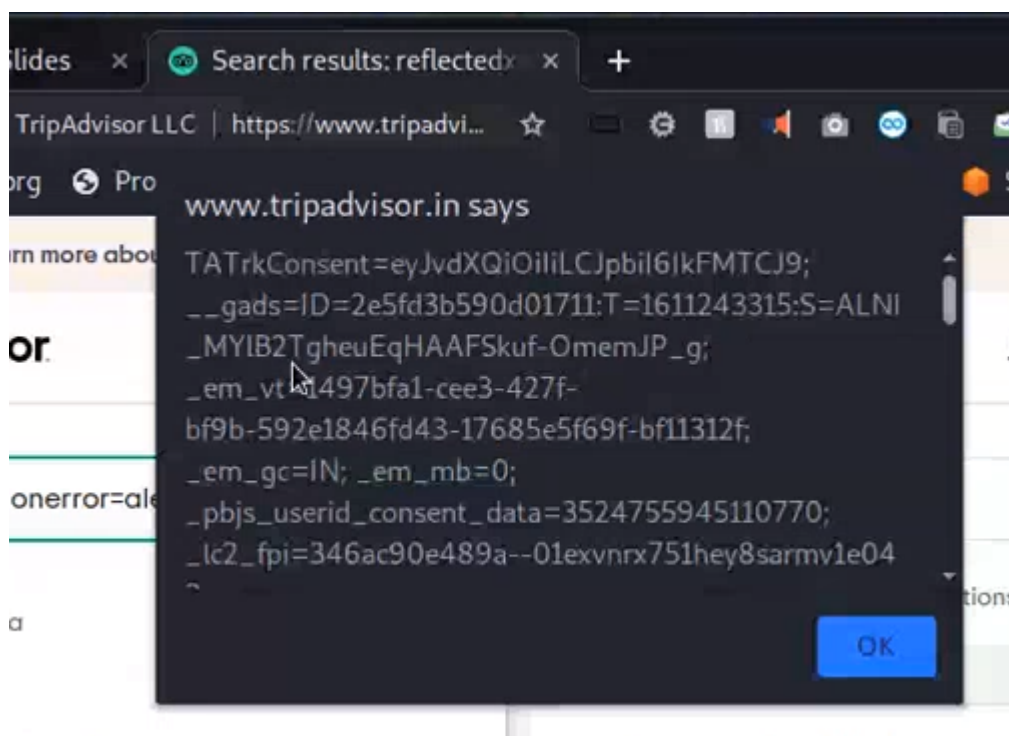 lides × Search results: reflectedx × +
TripAdvisor LLC | https://www.tripadvi...
org Pro
www.tripadvisor.in says
rn more abou
TATrkConsent=eyJvdXQiOiIiLCJpbiI6IkFMTCJ9;
__gads=ID=2e5fd3b590d01711:T=1611243315:S=ALNI
or
_MYlB2TgheuEqHAAFSkuf-OmemJP_g;
_em_vt=1497bfa1-cee3-427f-
bf9b-592e1846fd43-17685e5f69f-bf11312f;
_em_gc=IN; _em_mb=0;
onerror=ale
_pbjs_userid_consent_data=3524755945110770;
_lc2_fpi=346ac90e489a--01exvnrx751hey8sarmv1e04
tions
a
OK